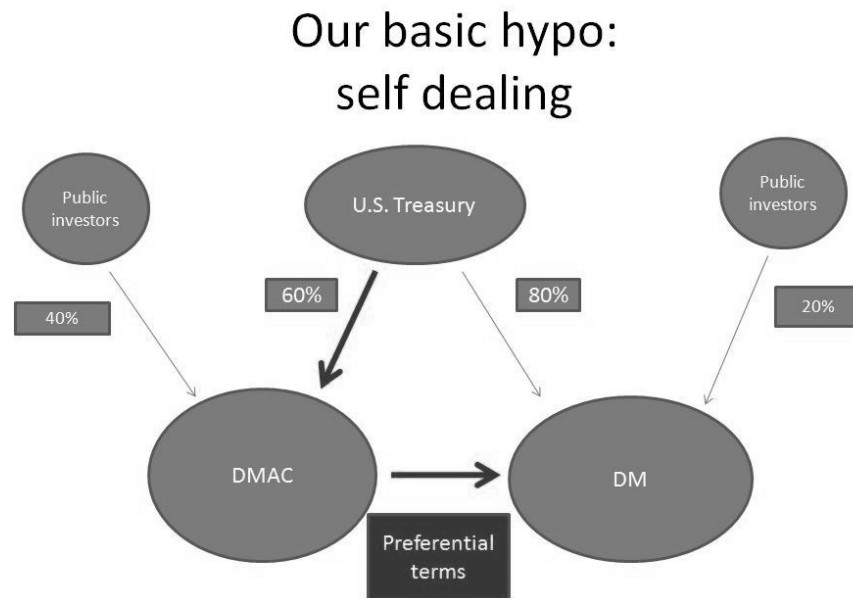 Our basic hypo:
self dealing
Public
investors
U.S. Treasury
Public
investors
40%
60%
80%
20%
DMAC
DM
Preferential
terms